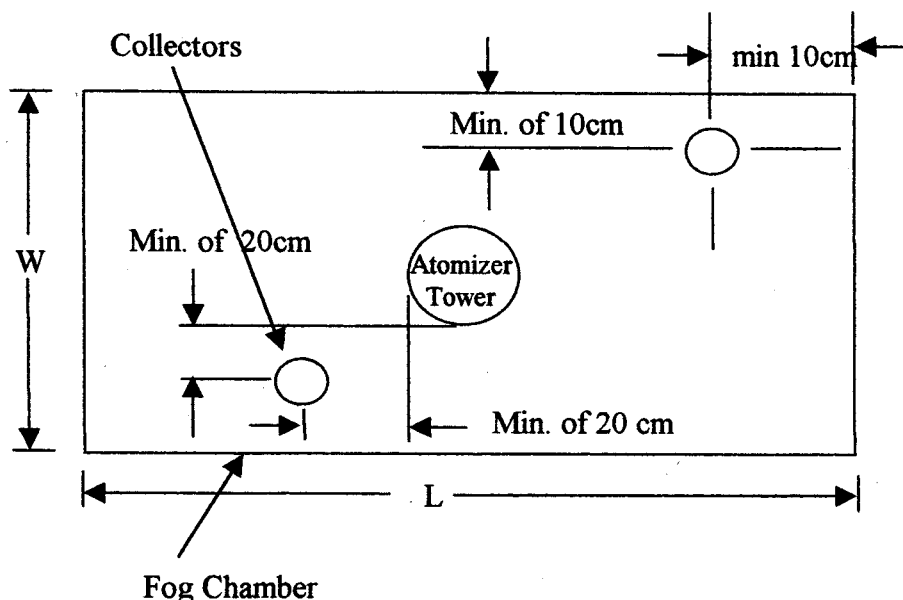 Collectors
min 10cm
Min. of 10cm
Min. of 20cm
W
Atomizer
Tower
Min. of 20 cm
L
Fog Chamber